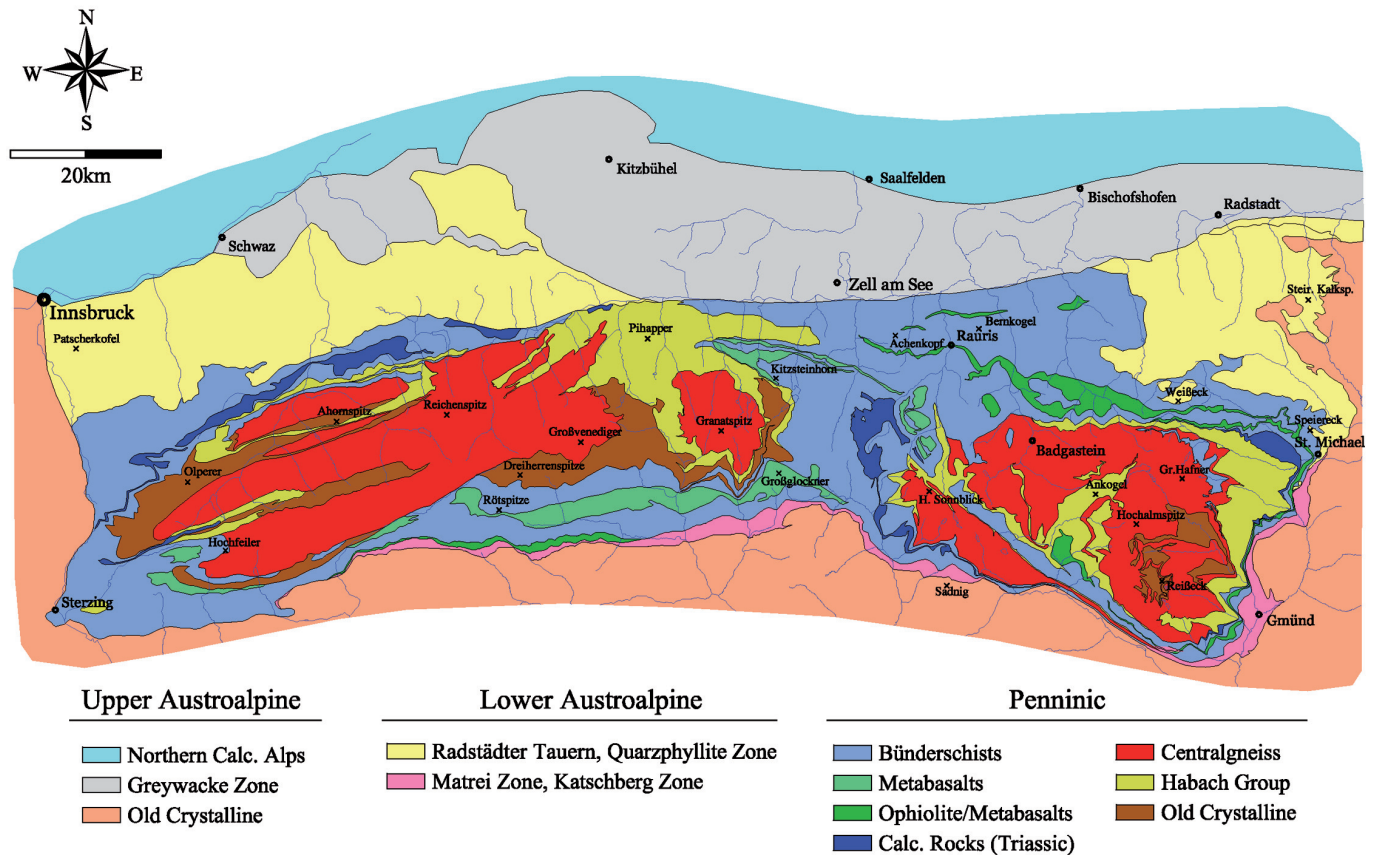 N
W E
S
20km
Kitzbühel
Saalfelden
Bischofshofen
Radstadt
Schwaz
Zell am See
Innsbruck
Steir. Kalksp.
Patscherkofel
Pihapper
Bernkogel
Achenkopf
Rauris
Kitzsteinhorn
Weißeck
Ahornspitz
Reichenspitz
Granatspitz
Speiereck
Großvenediger
Badgastein
St. Michael
Olperer
Dreiherrenspitze
Großglockner
Gr.Hafner
Ankogel
Rötspitze
H. Sonnblick
Hochalmspitz
Hochfeiler
Sadnig
Reißeck
Sterzing
Gmünd
Upper Austroalpine
Northern Calc. Alps
Greywacke Zone
Old Crystalline
Lower Austroalpine
Radstädter Tauern, Quarzphyllite Zone
Matrei Zone, Katschberg Zone
Penninic
Bünderschists
Metabasalts
Ophiolite/Metabasalts
Calc. Rocks (Triassic)
Centralgneiss
Habach Group
Old Crystalline